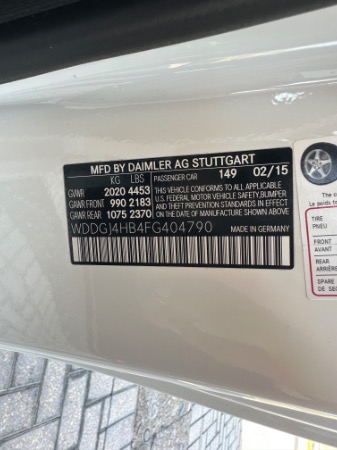 MFD BY DAIMLER AG STUTTGART
KG LBS PASSENGER CAR 149 02/15
GVWR 2020 4453
GAWR FRONT 990 2183
GAWR REAR 1075 2370
THIS VEHICLE CONFORMS TO ALL APPLICABLE
U.S. FEDERAL MOTOR VEHICLE SAFETY, BUMPER
AND THEFT PREVENTION STANDARDS IN EFFECT
ON THE DATE OF MANUFACTURE SHOWN ABOVE.
WDDGJ4HB4FG404790 MADE IN GERMANY
TIRE
PNEU
FRONT
AVANT
REAR
ARRIÈRE
SPARE
DE